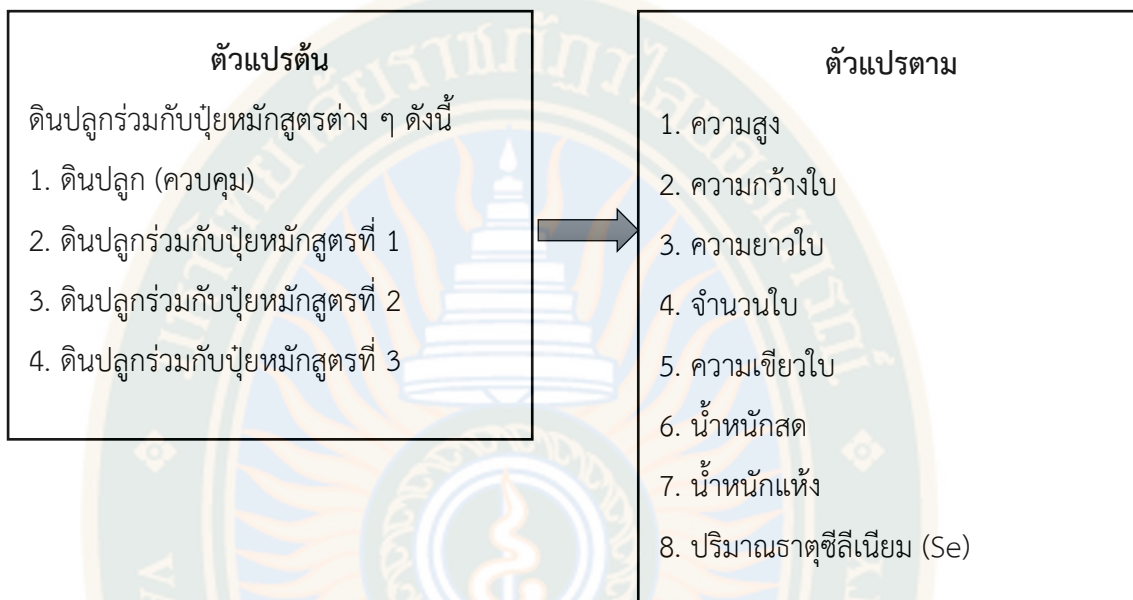 ตัวแปรต้น
ดินปลูกร่วมกับปุ๋ยหมักสูตรต่าง ๆ ดังนี้
1. ดินปลูก (ควบคุม)
2. ดินปลูกร่วมกับปุ๋ยหมักสูตรที่ 1
3. ดินปลูกร่วมกับปุ๋ยหมักสูตรที่ 2
4. ดินปลูกร่วมกับปุ๋ยหมักสูตรที่ 3
ตัวแปรตาม
1. ความสูง
2. ความกว้างใบ
3. ความยาวใบ
4. จำนวนใบ
5. ความเขียวใบ
6. น้ำหนักสด
7. น้ำหนักแห้ง
8. ปริมาณธาตุซีลีเนียม (Se)